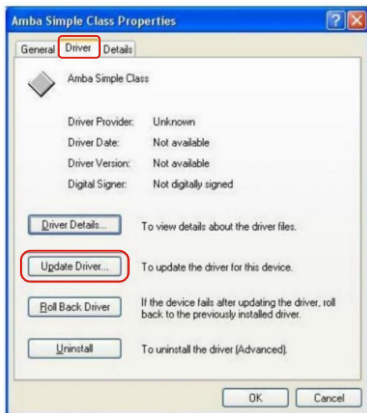 Amba Simple Class Properties
General Driver Details
Amba Simple Class
Driver Provider: Unknown
Driver Date: Not available
Driver Version: Not available
Digital Signer: Not digitally signed
Driver Details... To view details about the driver files.
Update Driver... To update the driver for this device.
Roll Back Driver If the device fails after updating the driver, roll
back to the previously installed driver.
Uninstall To uninstall the driver (Advanced).
OK Cancel